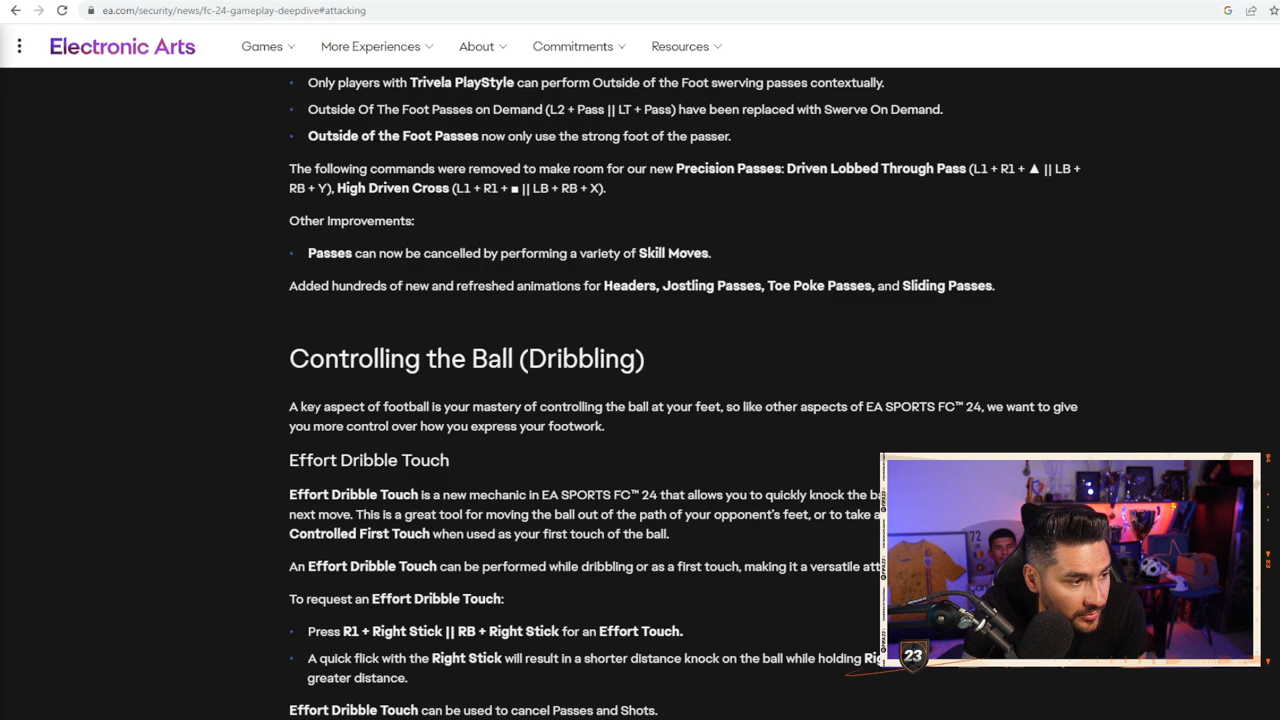 ea.com/security/news/fc-24-gameplay-deepdive#attacking
Electronic Arts Games More Experiences About Commitments Resources
• Only players with Trivela PlayStyle can perform Outside of the Foot swerving passes contextually.
• Outside Of The Foot Passes on Demand (L2 + Pass || LT + Pass) have been replaced with Swerve On Demand.
• Outside of the Foot Passes now only use the strong foot of the passer.
The following commands were removed to make room for our new Precision Passes: Driven Lobbed Through Pass (L1 + R1 + ▲ || LB +
RB + Y), High Driven Cross (L1 + R1 + ■ || LB + RB + X).
Other Improvements:
• Passes can now be cancelled by performing a variety of Skill Moves.
Added hundreds of new and refreshed animations for Headers, Jostling Passes, Toe Poke Passes, and Sliding Passes.
Controlling the Ball (Dribbling)
A key aspect of football is your mastery of controlling the ball at your feet, so like other aspects of EA SPORTS FC™ 24, we want to give
you more control over how you express your footwork.
Effort Dribble Touch
Effort Dribble Touch is a new mechanic in EA SPORTS FC™ 24 that allows you to quickly knock the
next move. This is a great tool for moving the ball out of the path of your opponent's feet, or to take a
Controlled First Touch when used as your first touch of the ball.
An Effort Dribble Touch can be performed while dribbling or as a first touch, making it a versatile
To request an Effort Dribble Touch:
• Press R1 + Right Stick || RB + Right Stick for an Effort Touch.
• A quick flick with the Right Stick will result in a shorter distance knock on the ball while holding
greater distance.
Effort Dribble Touch can be used to cancel Passes and Shots.
72
23